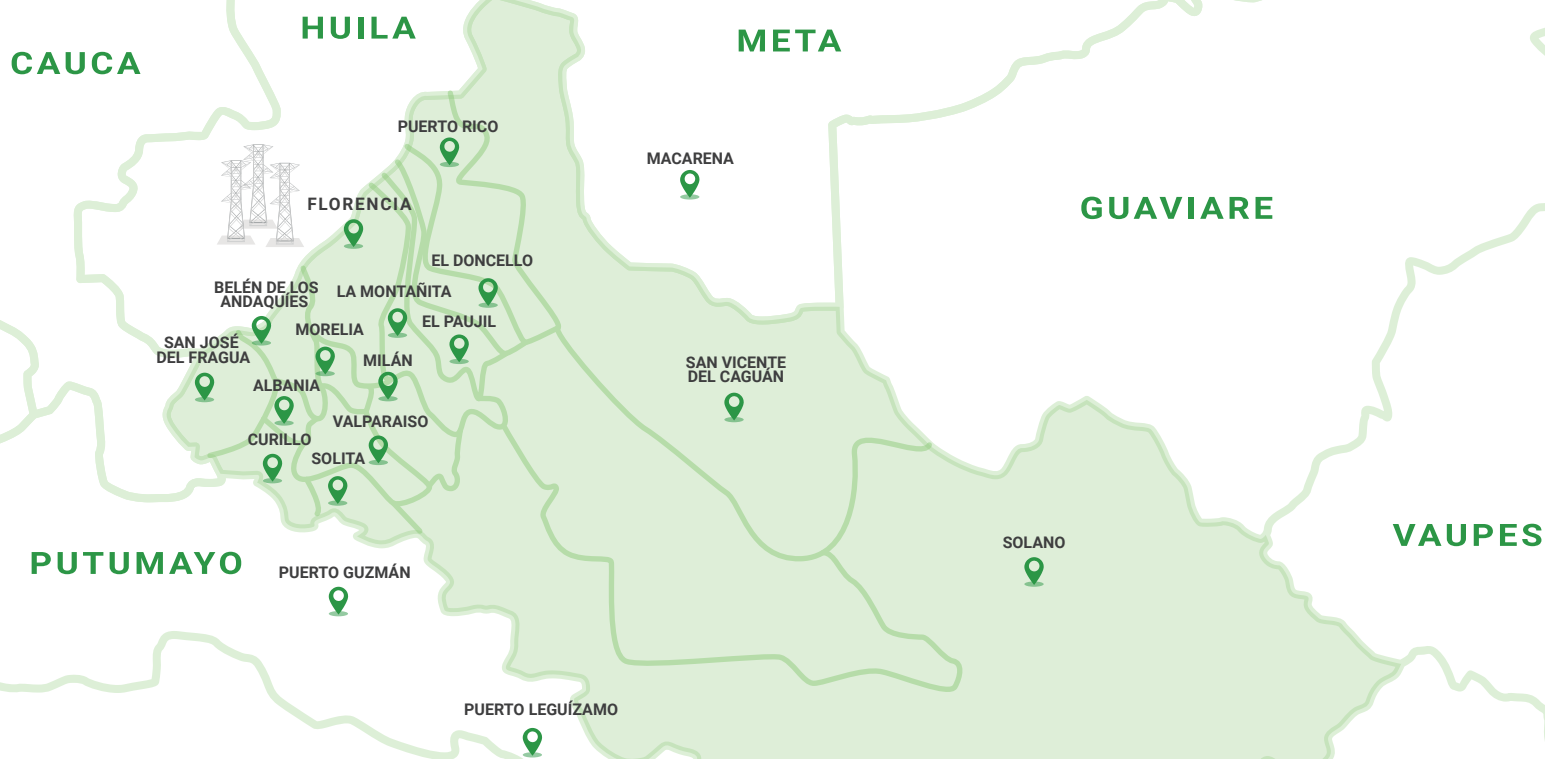 HUILA
META
CAUCA
PUERTO RICO
MACARENA
FLORENCIA
GUAVIARE
EL DONCELLO
BELÉN DE LOS
ANDAQUÍES
LA MONTAÑITA
EL PAUJIL
MORELIA
SAN JOSÉ
DEL FRAGUA
MILÁN
SAN VICENTE
DEL CAGUÁN
ALBANIA
VALPARAISO
CURILLO
SOLITA
VAUPES
SOLANO
PUTUMAYO
PUERTO GUZMÁN
PUERTO LEGUÍZAMO